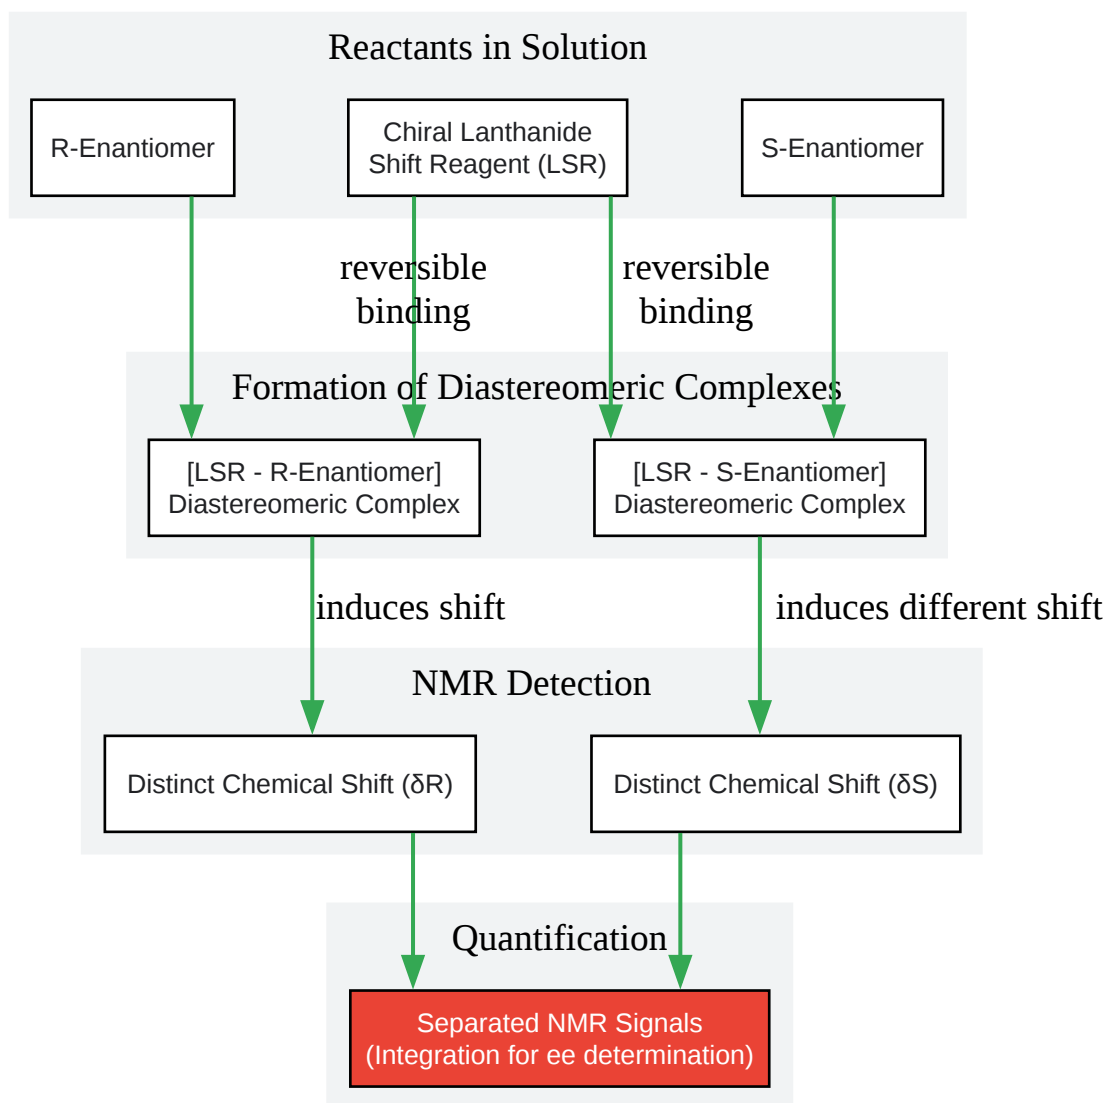 Reactants in Solution
R-Enantiomer
Chiral Lanthanide
Shift Reagent (LSR)
S-Enantiomer
reversible
binding
reversible
binding
Formation of Diastereomeric Complexes
[LSR - R-Enantiomer]
Diastereomeric Complex
[LSR - S-Enantiomer]
Diastereomeric Complex
induces shift
induces different shift
NMR Detection
Distinct Chemical Shift (δR)
Distinct Chemical Shift (δS)
Quantification
Separated NMR Signals
(Integration for ee determination)